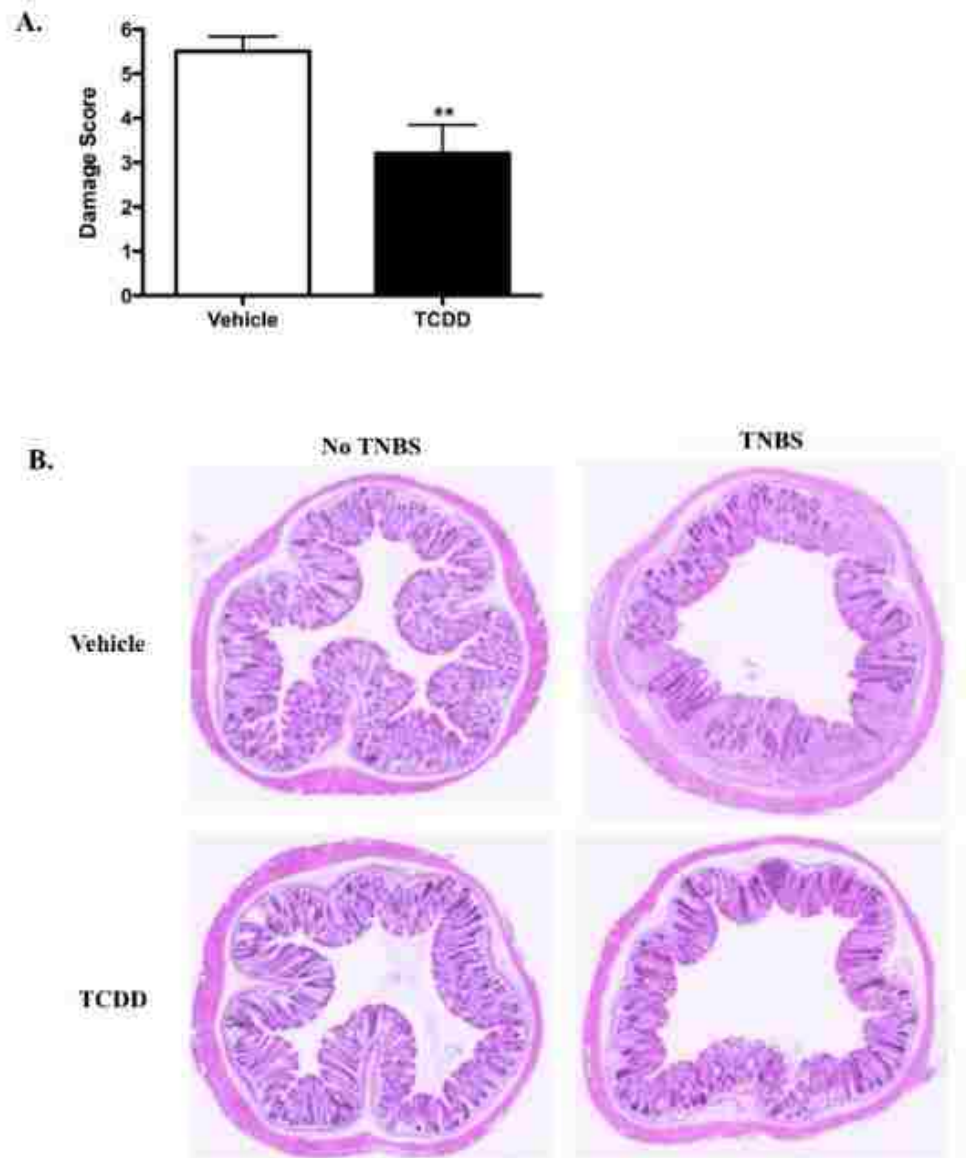 A.
6
5
4
3
2
1
0
Damage Score
**
Vehicle
TCDD
B.
No TNBS
TNBS
Vehicle
TCDD